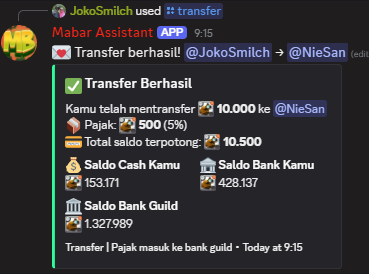 JokoSmilch used transfer
MB
Mabar Assistant APP 9:15
Transfer berhasil! @JokoSmilch → @NieSan (edit
Transfer Berhasil
Kamu telah mentransfer 10.000 ke @NieSan
Pajak: 500 (5%)
Total saldo terpotong: 10.500
Saldo Cash Kamu
153.171
Saldo Bank Kamu
428.137
Saldo Bank Guild
1.327.989
Transfer | Pajak masuk ke bank guild • Today at 9:15